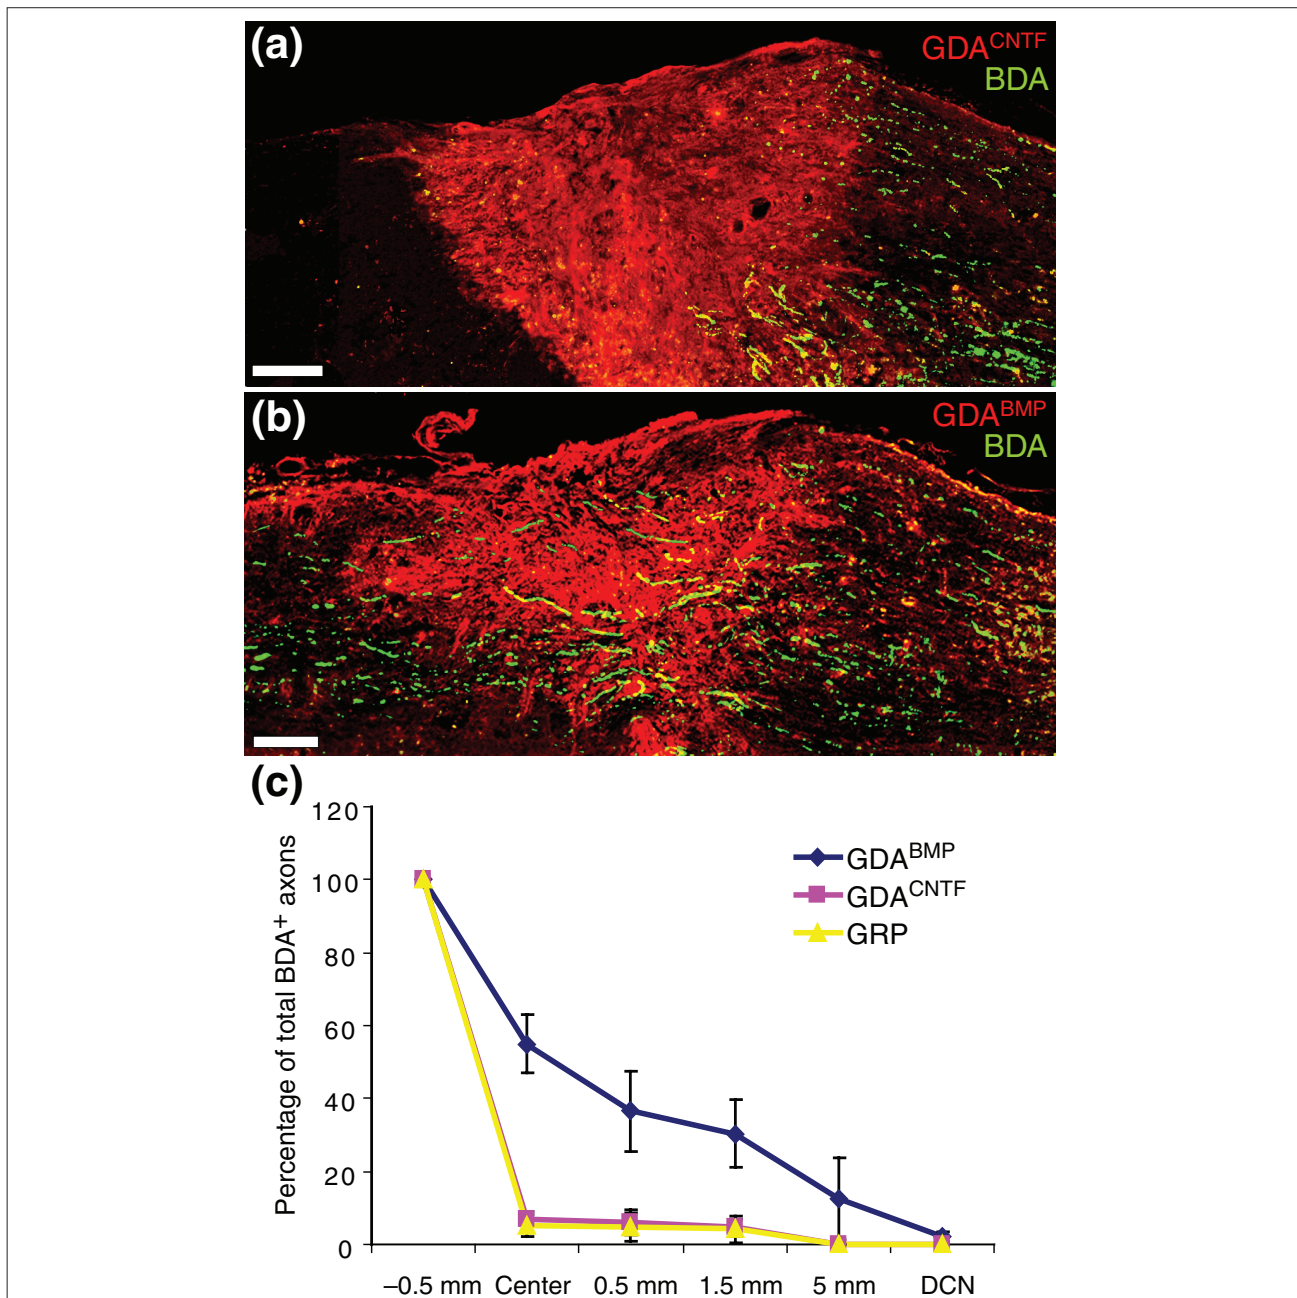 (a)
GDA^CNTF
BDA
(b)
GDA^BMP
BDA
(c)
Percentage of total BDA+ axons
120
100
80
60
40
20
0
GDA^BMP
GDA^CNTF
GRP
–0.5 mm Center 0.5 mm 1.5 mm 5 mm DCN